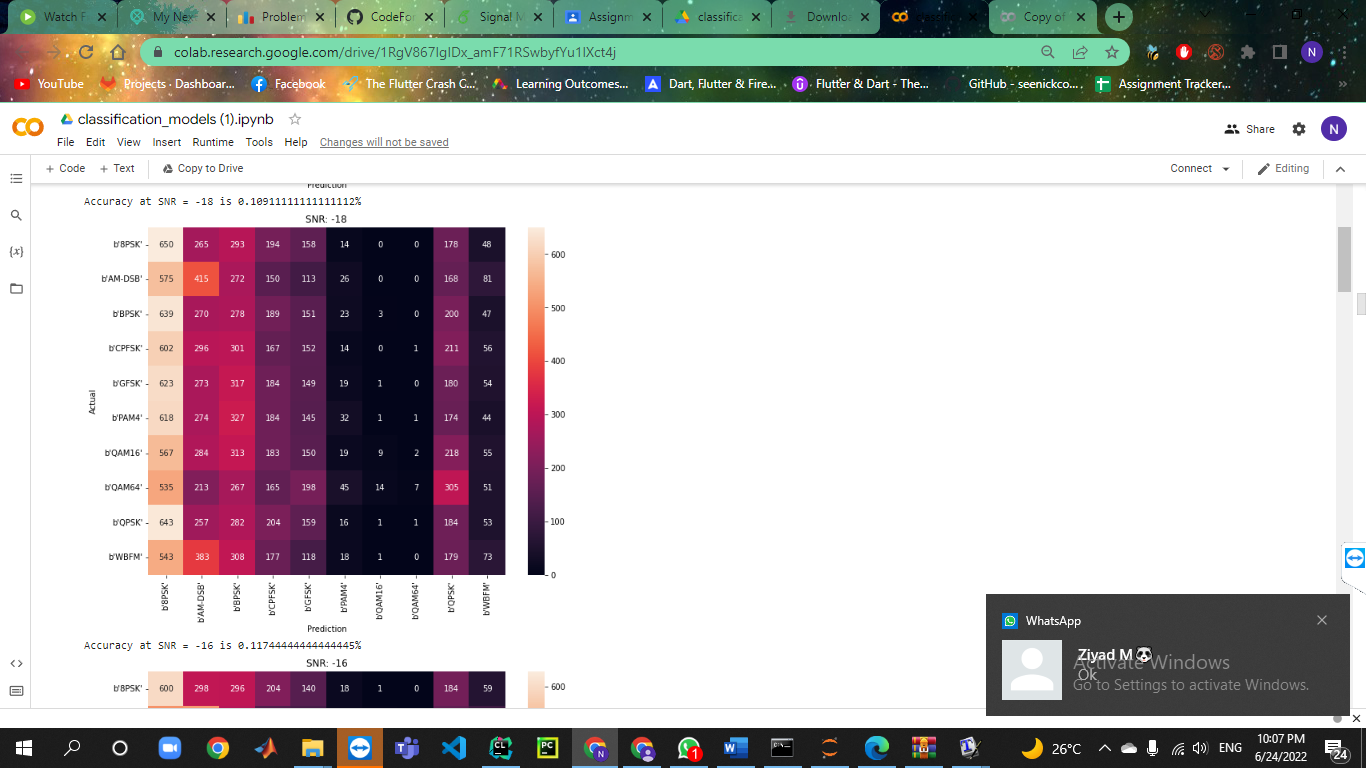 Watch F
My Nex
Problem
CodeFor
Signal M
Assignm
classifica
Downloa
Copy of
colab.research.google.com/drive/1RgV867IgIDx_amF71RSwbyfYu1IXct4j
N
YouTube
Projects · Dashboar...
Facebook
The Flutter Crash C...
Learning Outcomes...
Dart, Flutter & Fire...
Flutter & Dart - The...
GitHub - seenickco...
Assignment Tracker...
classification_models (1).ipynb
File Edit View Insert Runtime Tools Help Changes will not be saved
Share
N
+ Code + Text Copy to Drive
Connect
Editing
Prediction
Accuracy at SNR = -18 is 0.10911111111111112%
SNR: -18
b'8PSK' 650 265 293 194 158 14 0 0 178 48
b'AM-DSB' 575 415 272 150 113 26 0 0 168 81
b'BPSK' 639 270 278 189 151 23 3 0 200 47
b'CPFSK' 602 296 301 167 152 14 0 1 211 56
b'GFSK' 623 273 317 184 149 19 1 0 180 54
b'PAM4' 618 274 327 184 145 32 1 1 174 44
b'QAM16' 567 284 313 183 150 19 9 2 218 55
b'QAM64' 535 213 267 165 198 45 14 7 305 51
b'QPSK' 643 257 282 204 159 16 1 1 184 53
b'WBFM' 543 383 308 177 118 18 1 0 179 73
Actual
b'8PSK' b'AM-DSB' b'BPSK' b'CPFSK' b'GFSK' b'PAM4' b'QAM16' b'QAM64' b'QPSK' b'WBFM'
Prediction
600
500
400
300
200
100
0
Accuracy at SNR = -16 is 0.11744444444444445%
SNR: -16
b'8PSK' 600 298 296 204 140 18 1 0 184 59
600
WhatsApp
Ziyad M
Ok
Activate Windows
Go to Settings to activate Windows.
26°C
ENG
10:07 PM
6/24/2022
24
1